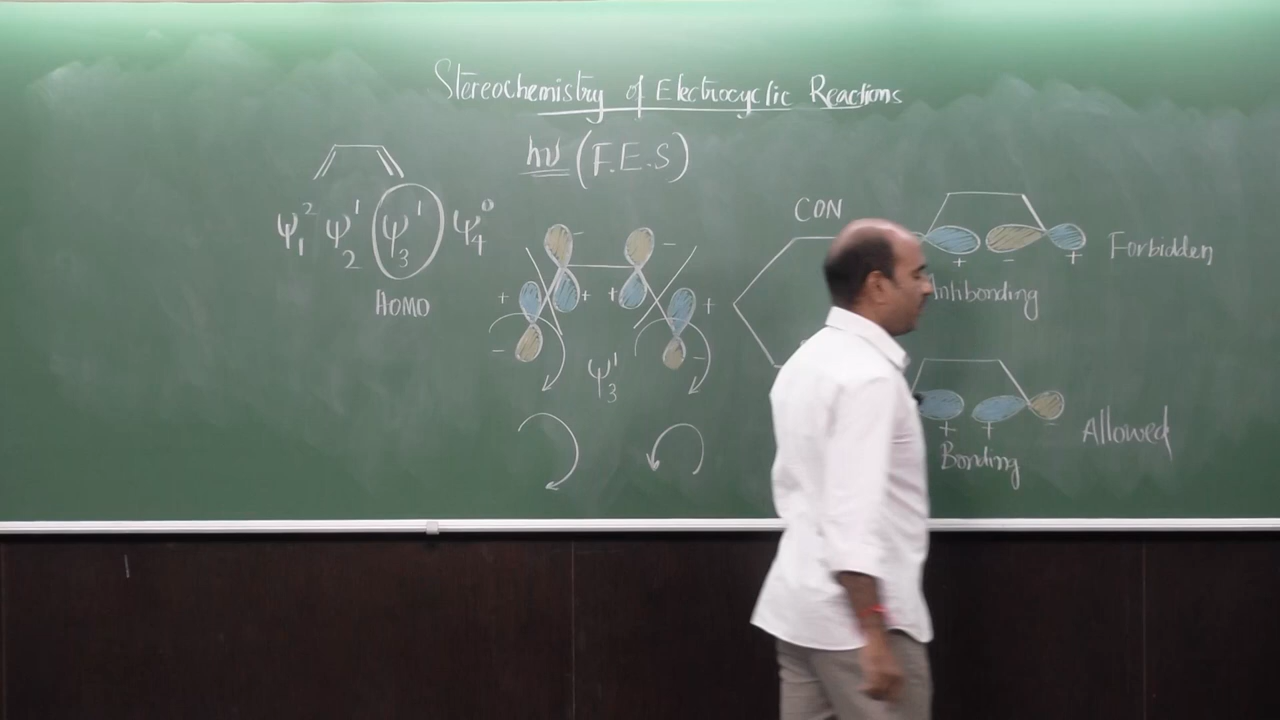 Stereochemistry of Electrocyclic Reactions
hν (F.E.S)
ψ₁² ψ₂¹ ψ₃¹ ψ₄⁰
HOMO
+ - + + - +
- -
ψ₃¹
CON
+ - +
Forbidden
Antibonding
+ + -
Allowed
Bonding